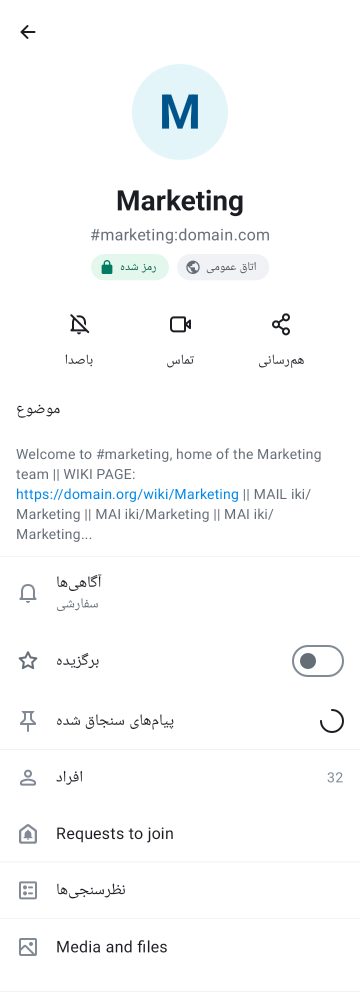 M
Marketing
#marketing:domain.com
رمز شده
اتاق عمومی
باصدا
تماس
هم‌رسانی
موضوع
Welcome to #marketing, home of the Marketing
team || WIKI PAGE:
https://domain.org/wiki/Marketing || MAIL iki/
Marketing || MAI iki/Marketing || MAI iki/
Marketing...
آگاهی‌ها
سفارشی
برگزیده
پیام‌های سنجاق شده
افراد 32
Requests to join
نظرسنجی‌ها
Media and files